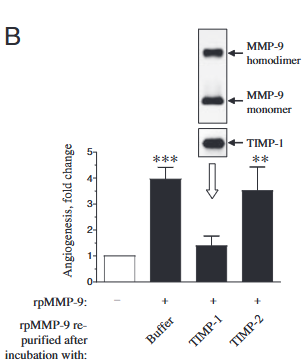 B
MMP-9
homodimer
MMP-9
monomer
TIMP-1
Angiogenesis, fold change
5
4
3
2
1
0
***
**
rpMMP-9: – + + +
rpMMP-9 re-
purified after
incubation with:
Buffer
TIMP-1
TIMP-2